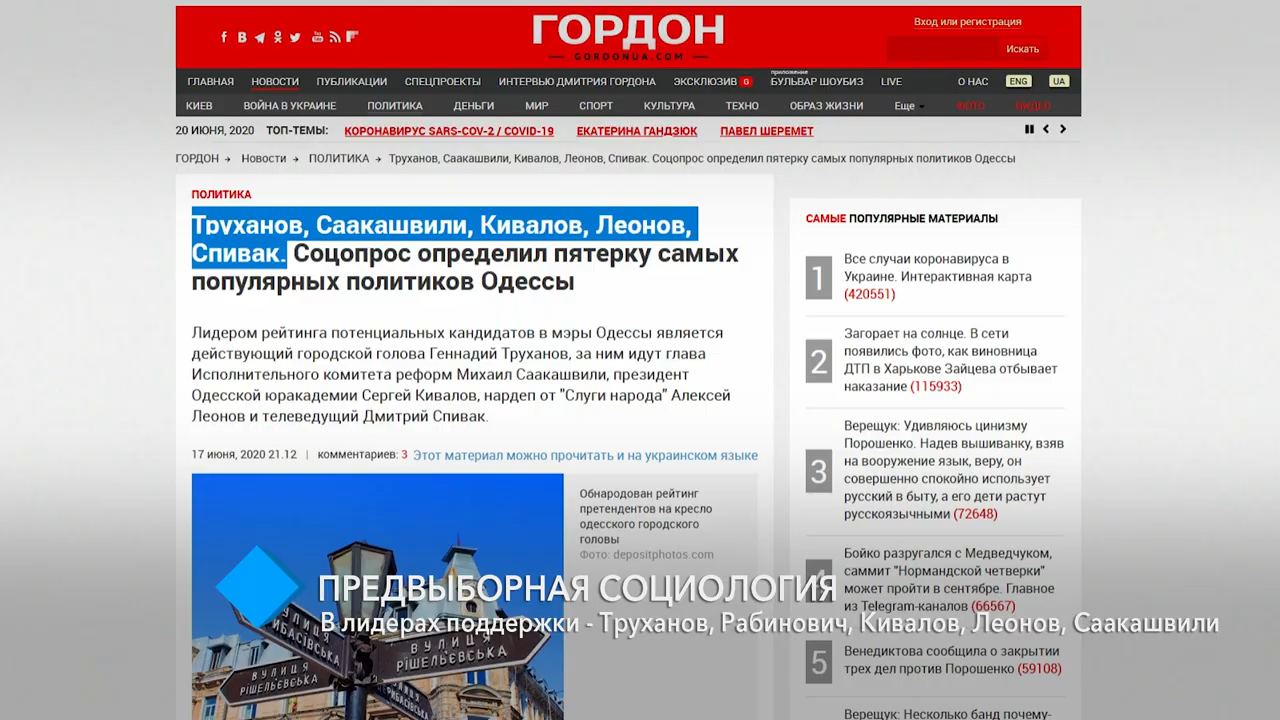 ГОРДОН
GORDONUA.COM
Вход или регистрация
Искать
ГЛАВНАЯ НОВОСТИ ПУБЛИКАЦИИ СПЕЦПРОЕКТЫ ИНТЕРВЬЮ ДМИТРИЯ ГОРДОНА ЭКСКЛЮЗИВ G приложение БУЛЬВАР ШОУБИЗ LIVE О НАС ENG UA
КИЕВ ВОЙНА В УКРАИНЕ ПОЛИТИКА ДЕНЬГИ МИР СПОРТ КУЛЬТУРА ТЕХНО ОБРАЗ ЖИЗНИ Еще ФОТО ВИДЕО
20 ИЮНЯ, 2020 ТОП-ТЕМЫ: КОРОНАВИРУС SARS-COV-2 / COVID-19 ЕКАТЕРИНА ГАНДЗЮК ПАВЕЛ ШЕРЕМЕТ
ГОРДОН → Новости → ПОЛИТИКА → Труханов, Саакашвили, Кивалов, Леонов, Спивак. Соцопрос определил пятерку самых популярных политиков Одессы
ПОЛИТИКА
Труханов, Саакашвили, Кивалов, Леонов,
Спивак. Соцопрос определил пятерку самых
популярных политиков Одессы
Лидером рейтинга потенциальных кандидатов в мэры Одессы является
действующий городской голова Геннадий Труханов, за ним идут глава
Исполнительного комитета реформ Михаил Саакашвили, президент
Одесской юракадемии Сергей Кивалов, нардеп от "Слуги народа" Алексей
Леонов и телеведущий Дмитрий Спивак.
17 июня, 2020 21.12 | комментариев: 3 Этот материал можно прочитать и на украинском языке
Обнародован рейтинг
претендентов на кресло
одесского городского
головы
Фото: depositphotos.com
ВУЛИЦЯ
РІШЕЛЬЄВСЬКА
ВУЛИЦЯ
РІШЕЛЬЄВСЬКА
САМЫЕ ПОПУЛЯРНЫЕ МАТЕРИАЛЫ
1
Все случаи коронавируса в
Украине. Интерактивная карта
(420551)
2
Загорает на солнце. В сети
появились фото, как виновница
ДТП в Харькове Зайцева отбывает
наказание (115933)
3
Верещук: Удивляюсь цинизму
Порошенко. Надев вышиванку, взяв
на вооружение язык, веру, он
совершенно спокойно использует
русский в быту, а его дети растут
русскоязычными (72648)
4
Бойко разругался с Медведчуком,
саммит "Нормандской четверки"
может пройти в сентябре. Главное
из Telegram-каналов (66567)
5
Венедиктова сообщила о закрытии
трех дел против Порошенко (59108)
Верещук: Несколько банд почему-
ПРЕДВЫБОРНАЯ СОЦИОЛОГИЯ
В лидерах поддержки - Труханов, Рабинович, Кивалов, Леонов, Саакашвили